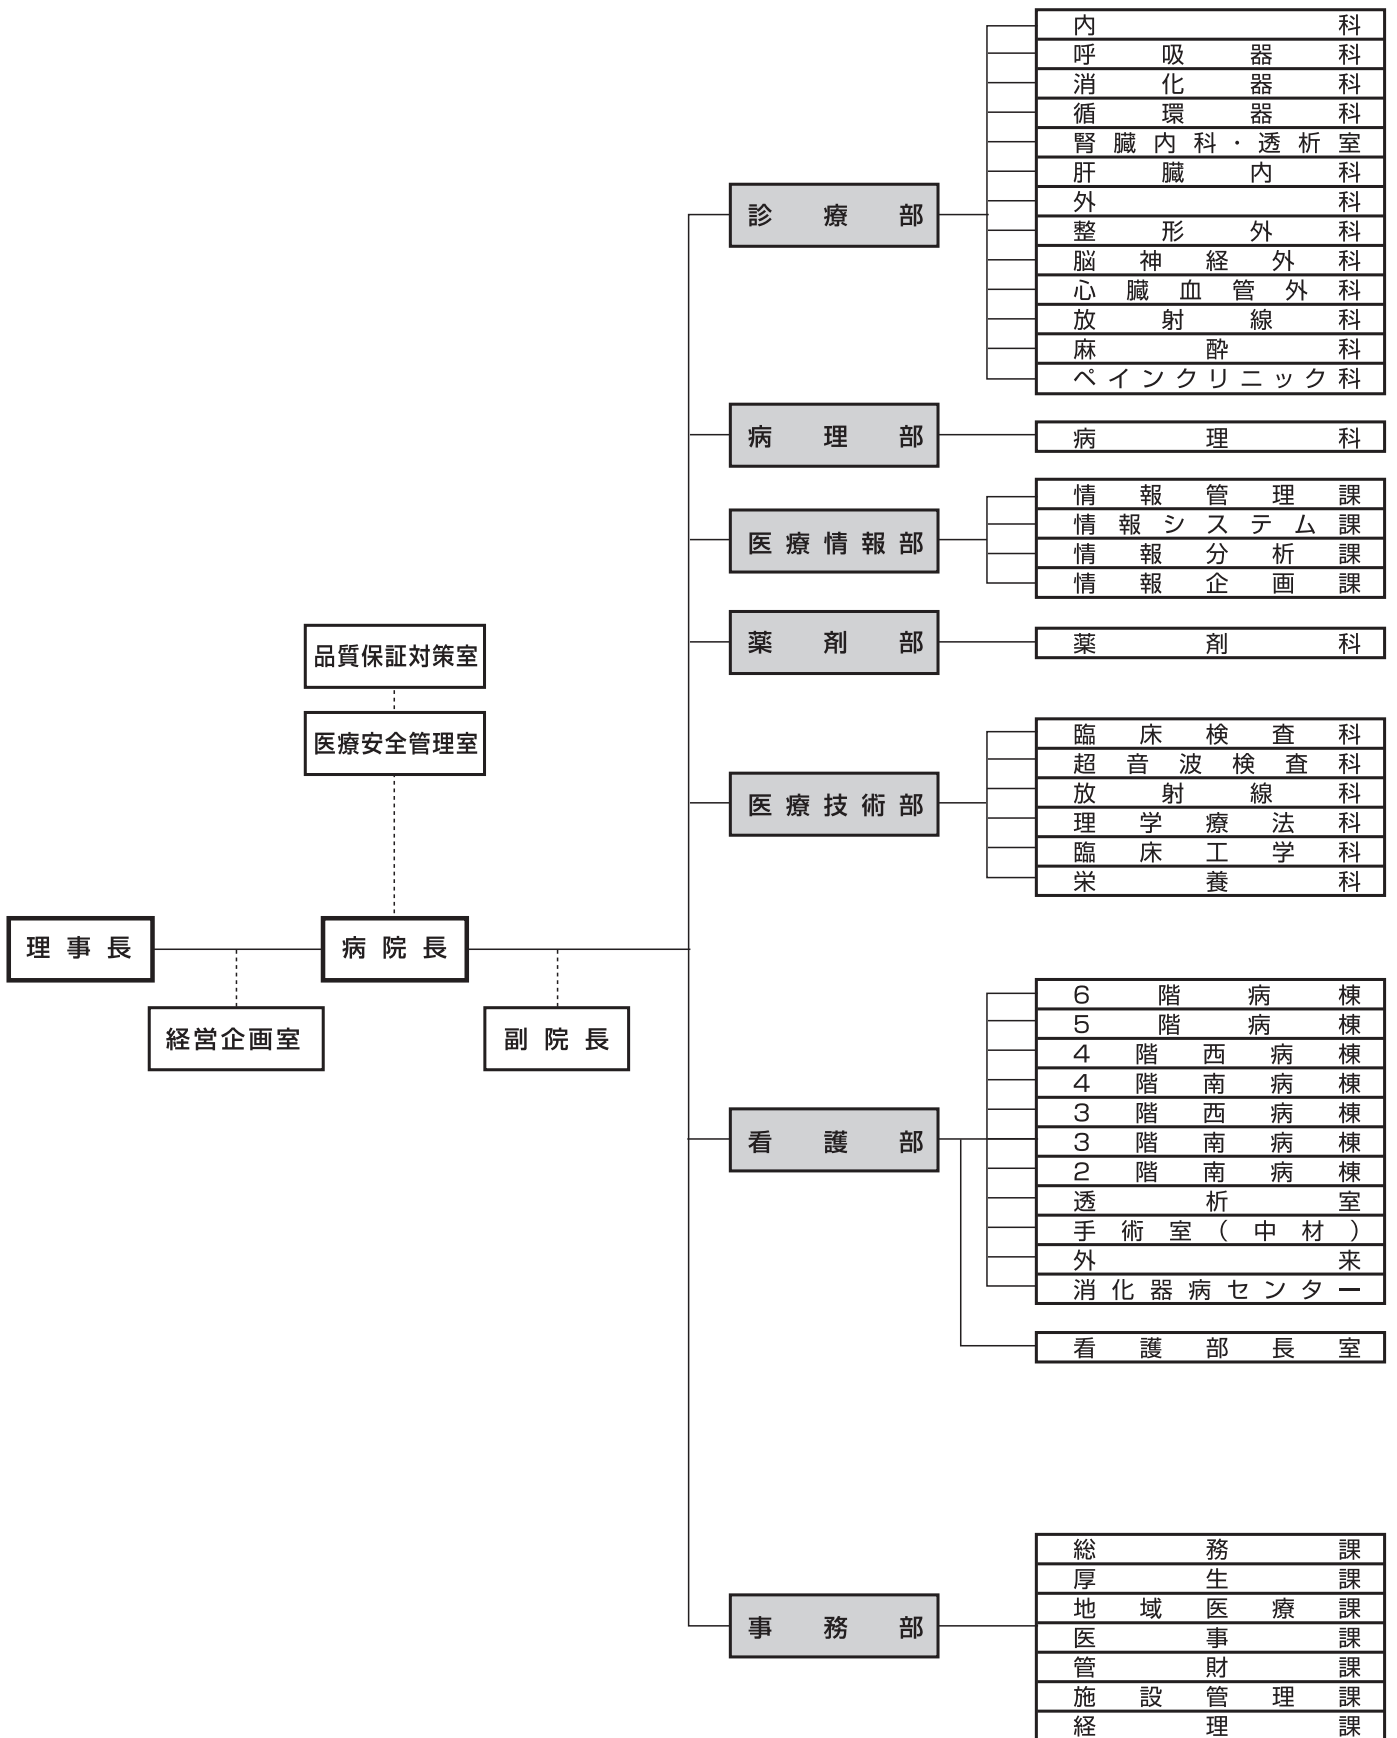 診療部
内科
呼吸器科
消化器科
循環器科
腎臓内科・透析室
肝臓内科
外科
整形外科
脳神経外科
心臓血管外科
放射線科
麻酔科
ペインクリニック科
病理部
病理科
医療情報部
情報管理課
情報システム課
情報分析課
情報企画課
薬剤部
薬剤科
品質保証対策室
医療安全管理室
医療技術部
臨床検査科
超音波検査科
放射線科
理学療法科
臨床工学科
栄養科
理事長
病院長
経営企画室
副院長
看護部
6階病棟
5階病棟
4階西病棟
4階南病棟
3階西病棟
3階南病棟
2階南病棟
透析室
手術室（中材）
外来
消化器病センター
看護部長室
事務部
総務課
厚生課
地域医療課
医事課
管財課
施設管理課
経理課